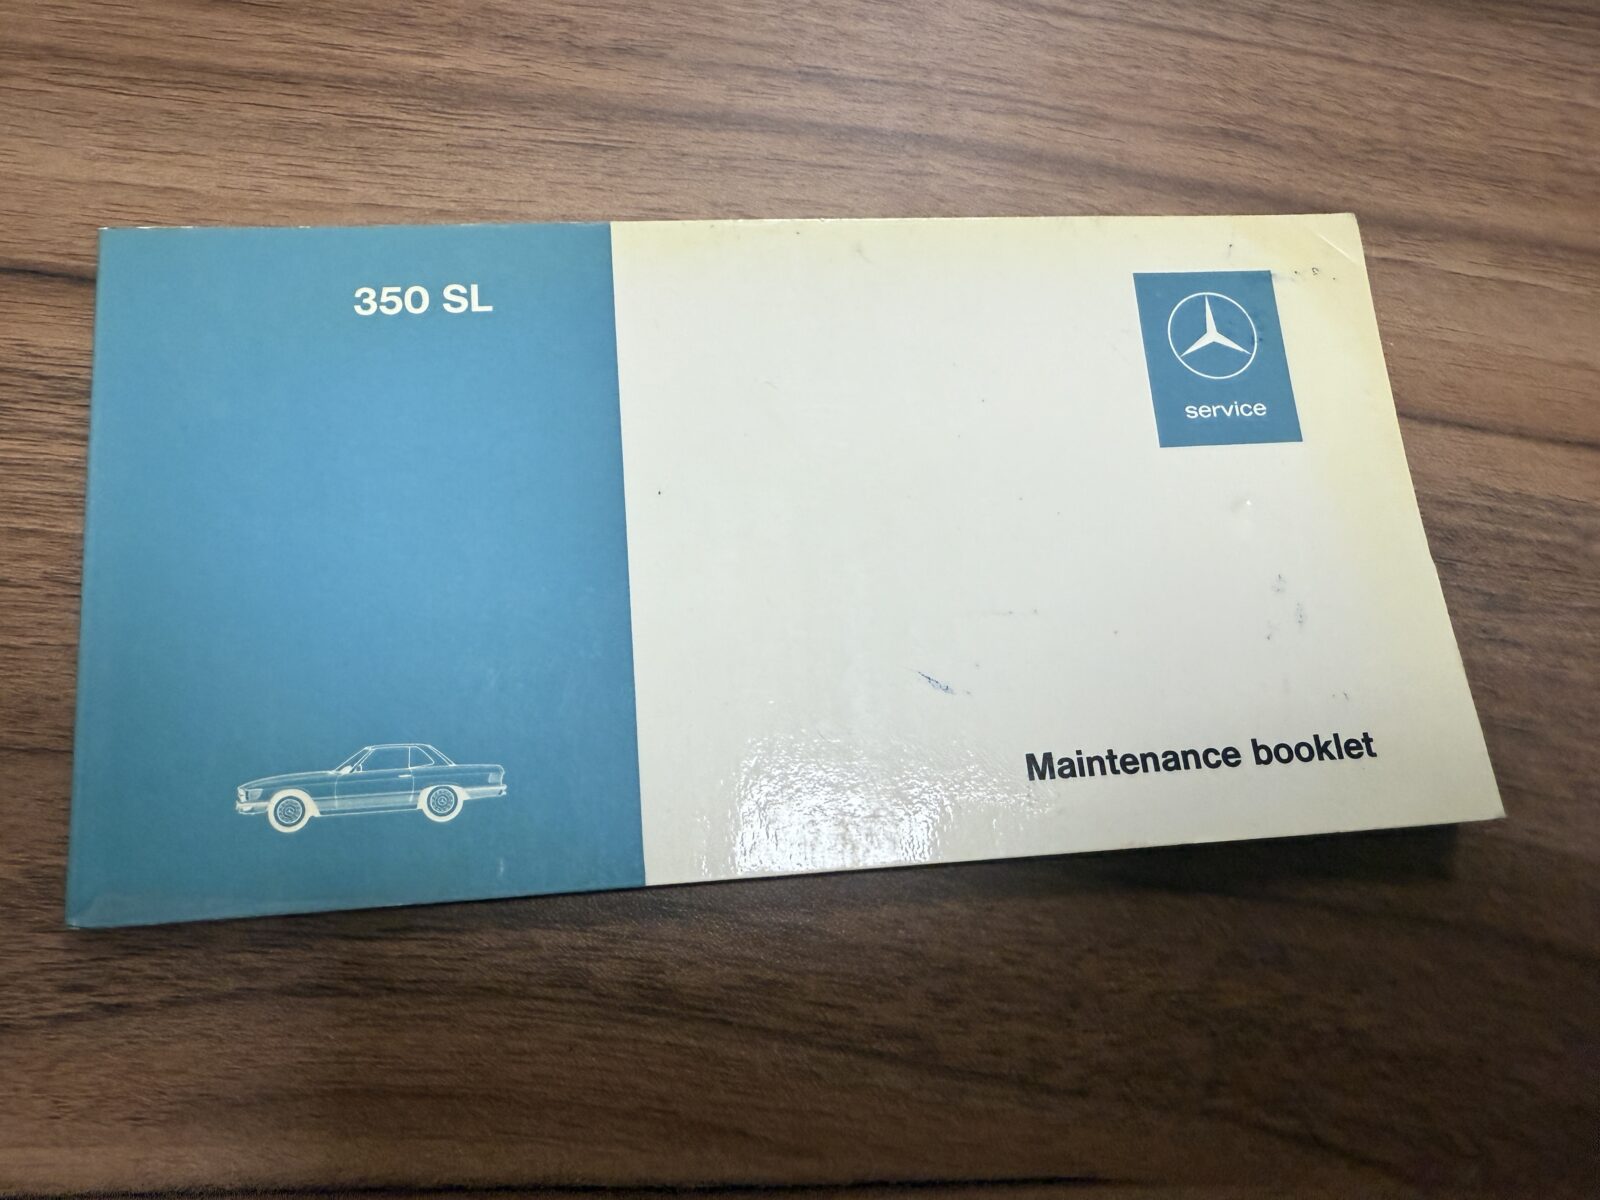 350 SL
service
Maintenance booklet